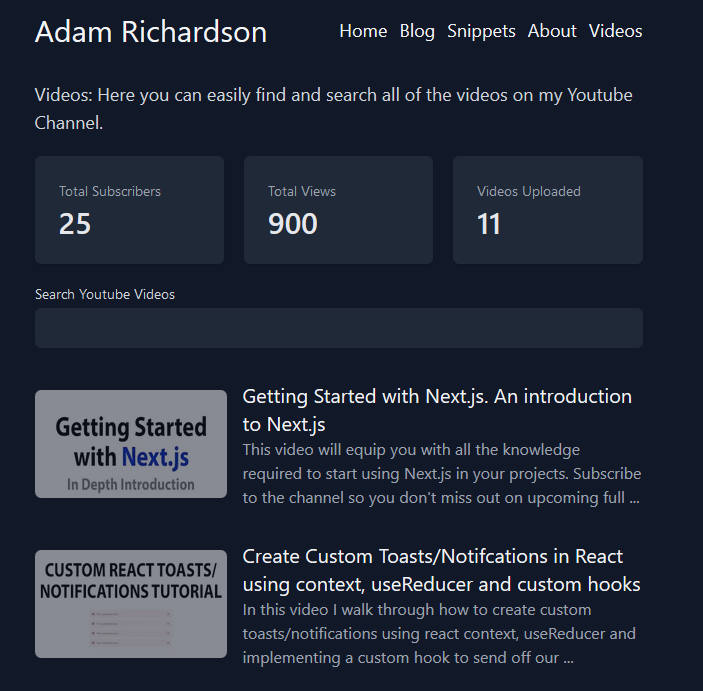 Adam Richardson
Home Blog Snippets About Videos
Videos: Here you can easily find and search all of the videos on my Youtube
Channel.
Total Subscribers
25
Total Views
900
Videos Uploaded
11
Search Youtube Videos
Getting Started
with Next.js
In Depth Introduction
Getting Started with Next.js. An introduction
to Next.js
This video will equip you with all the knowledge
required to start using Next.js in your projects. Subscribe
to the channel so you don't miss out on upcoming full ...
CUSTOM REACT TOASTS/
NOTIFICATIONS TUTORIAL
Create Custom Toasts/Notifcations in React
using context, useReducer and custom hooks
In this video I walk through how to create custom
toasts/notifications using react context, useReducer and
implementing a custom hook to send off our ...